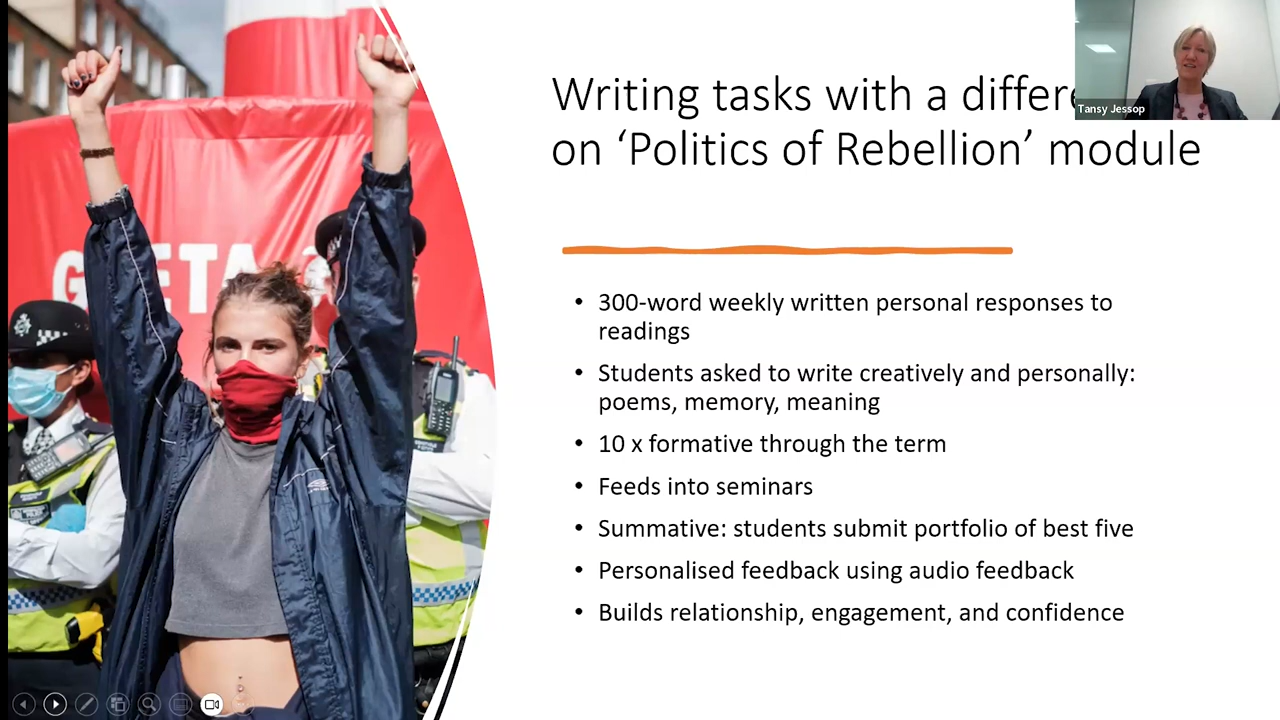 Writing tasks with a differe
on ‘Politics of Rebellion’ module
Tansy Jessop
• 300-word weekly written personal responses to
readings
• Students asked to write creatively and personally:
poems, memory, meaning
• 10 x formative through the term
• Feeds into seminars
• Summative: students submit portfolio of best five
• Personalised feedback using audio feedback
• Builds relationship, engagement, and confidence